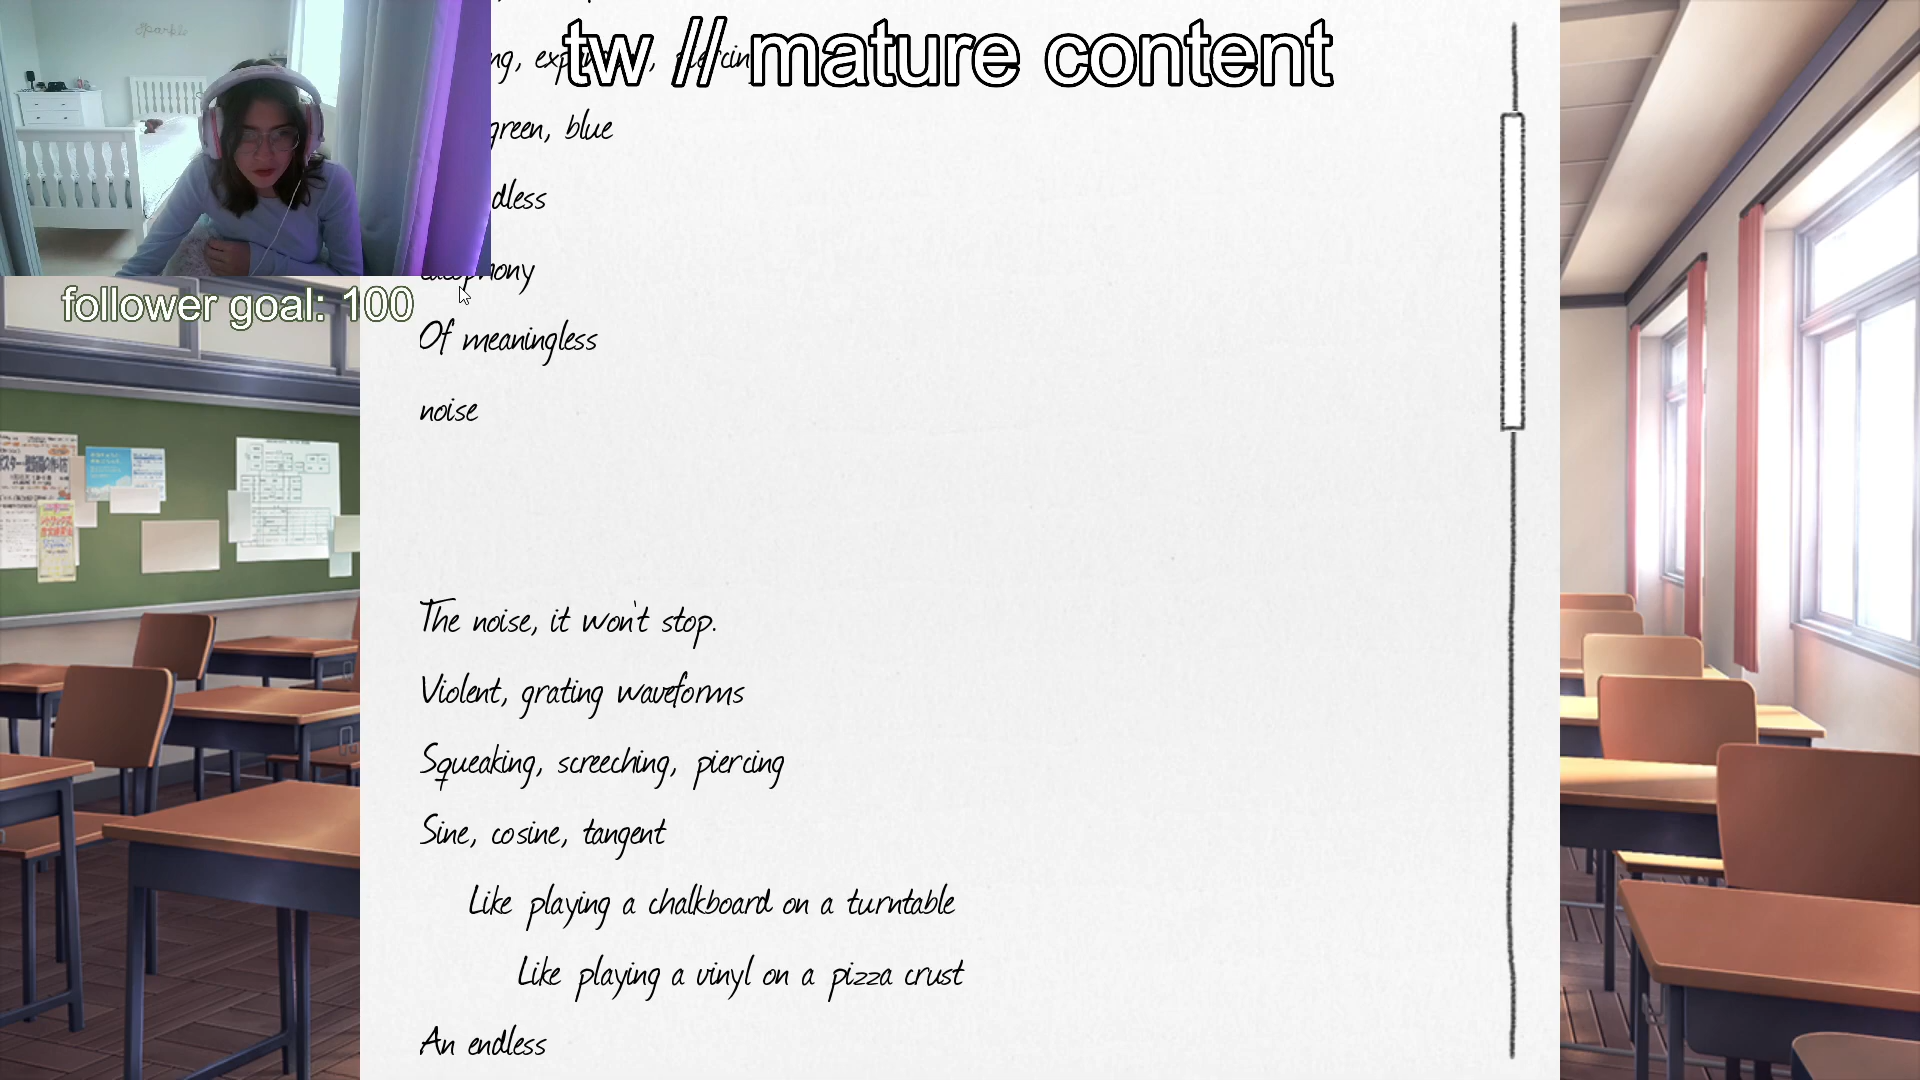 Sparkle
tw // mature content
green, blue
follower goal: 100
Of meaningless
noise
The noise, it won't stop.
Violent, grating waveforms
Squeaking, screeching, piercing
Sine, cosine, tangent
Like playing a chalkboard on a turntable
Like playing a vinyl on a pizza crust
An endless